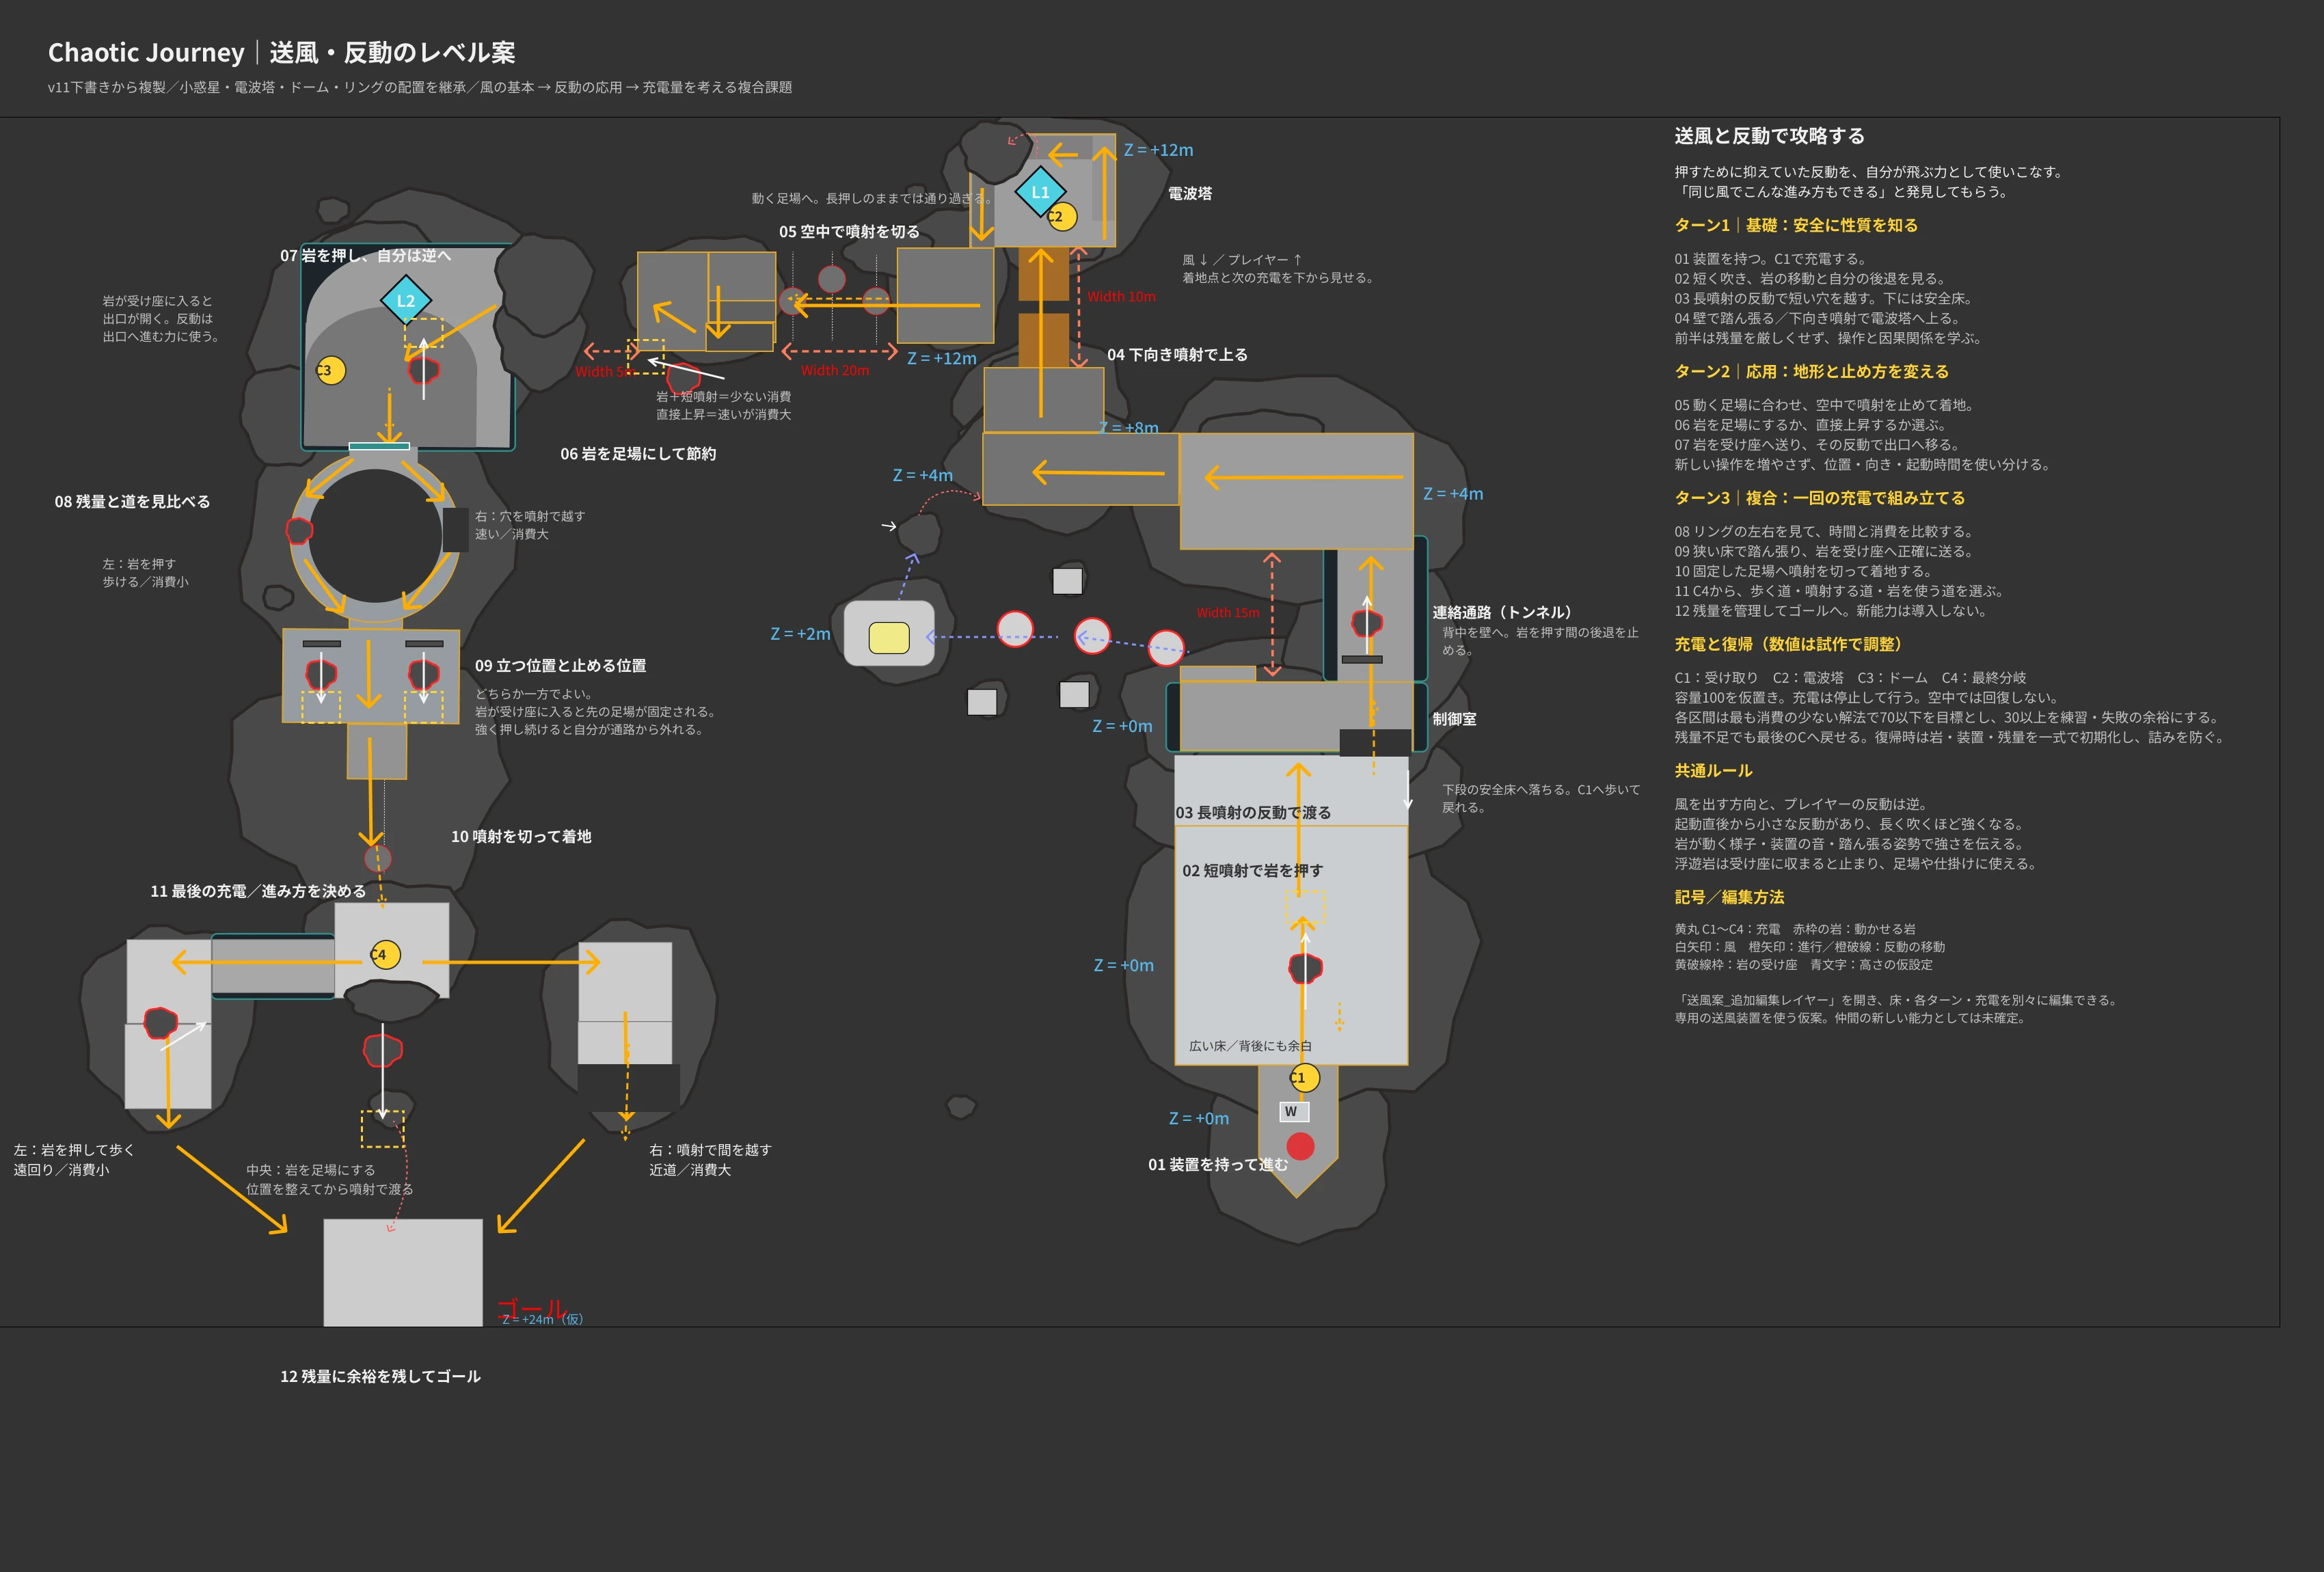 Chaotic Journey｜送風・反動のレベル案
v11下書きから複製／小惑星・電波塔・ドーム・リングの配置を継承／風の基本 → 反動の応用 → 充電量を考える複合課題
Z = +12m
L1
C2
電波塔
動く足場へ。長押しのままでは通り過ぎる。
05 空中で噴射を切る
風 ↓ ／ プレイヤー ↑
着地点と次の充電を下から見せる。
Width 10m
07 岩を押し、自分は逆へ
L2
岩が受け座に入ると
出口が開く。反動は
出口へ進む力に使う。
C3
Z = +12m
04 下向き噴射で上る
Width 5m
Width 20m
岩＋短噴射＝少ない消費
直接上昇＝速いが消費大
Z = +8m
06 岩を足場にして節約
Z = +4m
Z = +4m
08 残量と道を見比べる
右：穴を噴射で越す
速い／消費大
左：岩を押す
歩ける／消費小
Width 15m
連絡通路（トンネル）
背中を壁へ。岩を押す間の後退を止
める。
Z = +2m
09 立つ位置と止める位置
どちらか一方でよい。
岩が受け座に入ると先の足場が固定される。
強く押し続けると自分が通路から外れる。
Z = +0m
制御室
下段の安全床へ落ちる。C1へ歩いて
戻れる。
03 長噴射の反動で渡る
10 噴射を切って着地
02 短噴射で岩を押す
11 最後の充電／進み方を決める
C4
Z = +0m
広い床／背後にも余白
C1
W
Z = +0m
01 装置を持って進む
左：岩を押して歩く
遠回り／消費小
中央：岩を足場にする
位置を整えてから噴射で渡る
右：噴射で間を越す
近道／消費大
ゴール
Z = +24m（仮）
12 残量に余裕を残してゴール
送風と反動で攻略する
押すために抑えていた反動を、自分が飛ぶ力として使いこなす。
「同じ風でこんな進み方もできる」と発見してもらう。
ターン1｜基礎：安全に性質を知る
01 装置を持つ。C1で充電する。
02 短く吹き、岩の移動と自分の後退を見る。
03 長噴射の反動で短い穴を越す。下には安全床。
04 壁で踏ん張る／下向き噴射で電波塔へ上る。
前半は残量を厳しくせず、操作と因果関係を学ぶ。
ターン2｜応用：地形と止め方を変える
05 動く足場に合わせ、空中で噴射を止めて着地。
06 岩を足場にするか、直接上昇するか選ぶ。
07 岩を受け座へ送り、その反動で出口へ移る。
新しい操作を増やさず、位置・向き・起動時間を使い分ける。
ターン3｜複合：一回の充電で組み立てる
08 リングの左右を見て、時間と消費を比較する。
09 狭い床で踏ん張り、岩を受け座へ正確に送る。
10 固定した足場へ噴射を切って着地する。
11 C4から、歩く道・噴射する道・岩を使う道を選ぶ。
12 残量を管理してゴールへ。新能力は導入しない。
充電と復帰（数値は試作で調整）
C1：受け取り　C2：電波塔　C3：ドーム　C4：最終分岐
容量100を仮置き。充電は停止して行う。空中では回復しない。
各区間は最も消費の少ない解法で70以下を目標とし、30以上を練習・失敗の余裕にする。
残量不足でも最後のCへ戻せる。復帰時は岩・装置・残量を一式で初期化し、詰みを防ぐ。
共通ルール
風を出す方向と、プレイヤーの反動は逆。
起動直後から小さな反動があり、長く吹くほど強くなる。
岩が動く様子・装置の音・踏ん張る姿勢で強さを伝える。
浮遊岩は受け座に収まると止まり、足場や仕掛けに使える。
記号／編集方法
黄丸 C1〜C4：充電　赤枠の岩：動かせる岩
白矢印：風　橙矢印：進行／橙破線：反動の移動
黄破線枠：岩の受け座　青文字：高さの仮設定
「送風案_追加編集レイヤー」を開き、床・各ターン・充電を別々に編集できる。
専用の送風装置を使う仮案。仲間の新しい能力としては未確定。